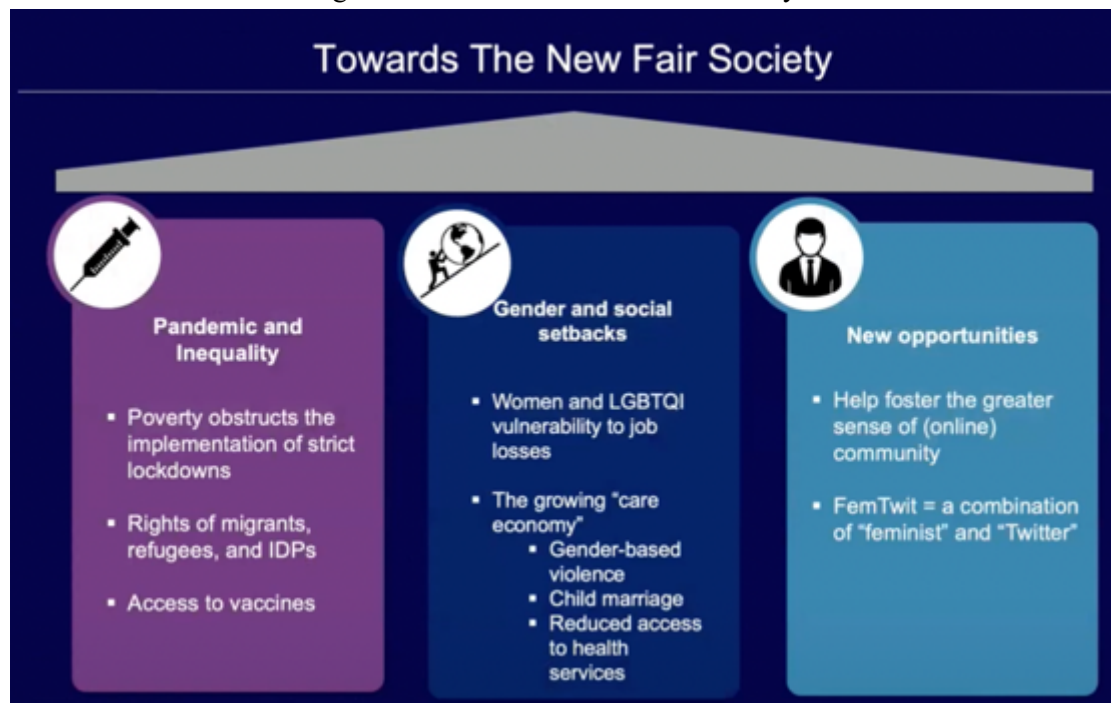 Towards The New Fair Society
Pandemic and
Inequality
▪ Poverty obstructs the
implementation of strict
lockdowns
▪ Rights of migrants,
refugees, and IDPs
▪ Access to vaccines
Gender and social
setbacks
▪ Women and LGBTQI
vulnerability to job
losses
▪ The growing “care
economy”
▪ Gender-based
violence
▪ Child marriage
▪ Reduced access
to health
services
New opportunities
▪ Help foster the greater
sense of (online)
community
▪ FemTwit = a combination
of “feminist” and “Twitter”